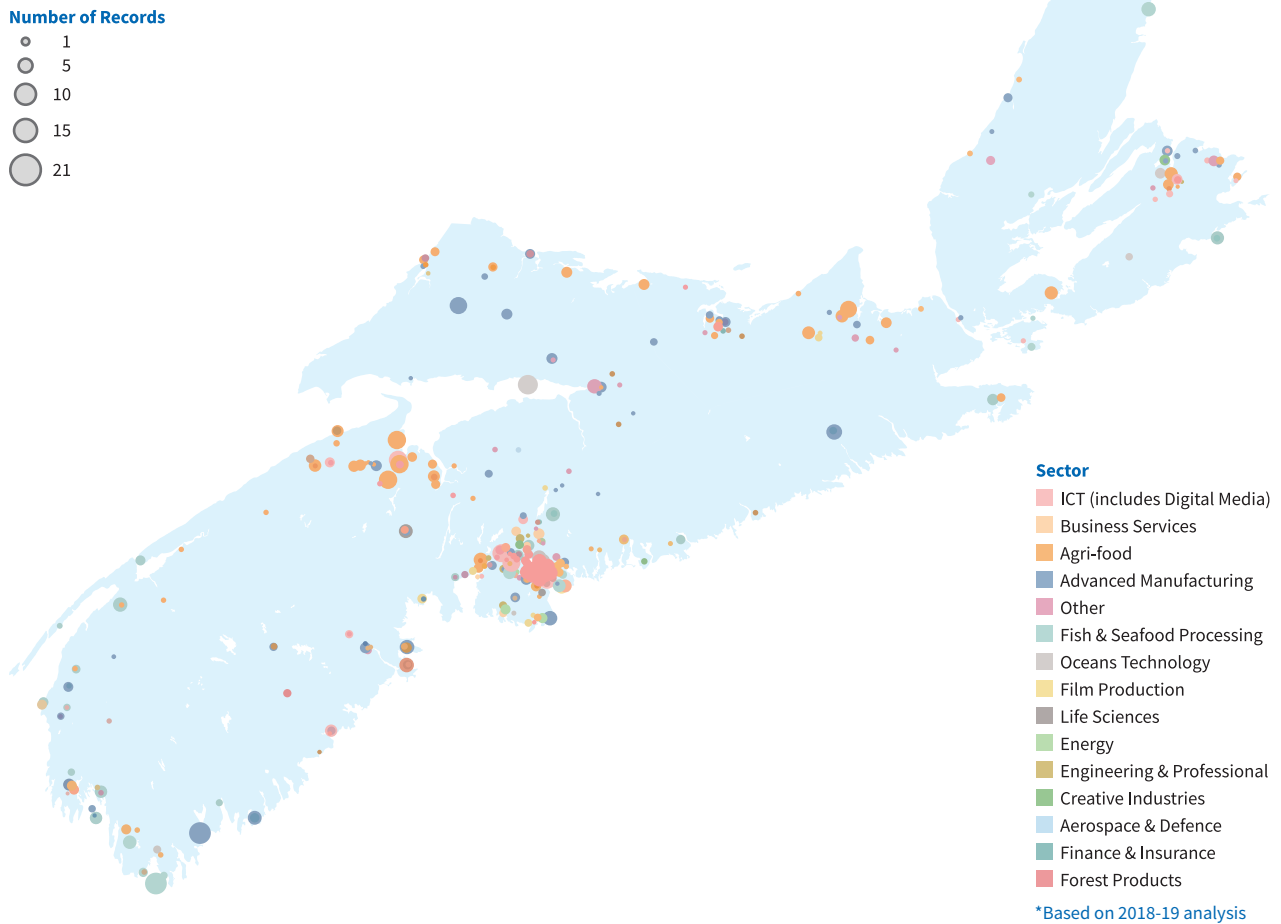 Number of Records
1
5
10
15
21
Sector
ICT (includes Digital Media)
Business Services
Agri-food
Advanced Manufacturing
Other
Fish & Seafood Processing
Oceans Technology
Film Production
Life Sciences
Energy
Engineering & Professional
Creative Industries
Aerospace & Defence
Finance & Insurance
Forest Products
*Based on 2018-19 analysis